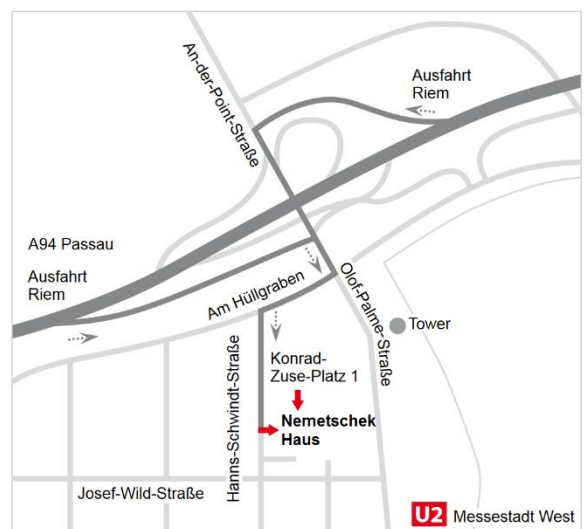 An-der-Point-Straße
Ausfahrt
Riem
A94 Passau
Ausfahrt
Riem
Am Hüllgraben
Olof-Palme-Straße
Tower
Hanns-Schwindt-Straße
Konrad-
Zuse-Platz 1
Nemetschek
Haus
Josef-Wild-Straße
U2 Messestadt West